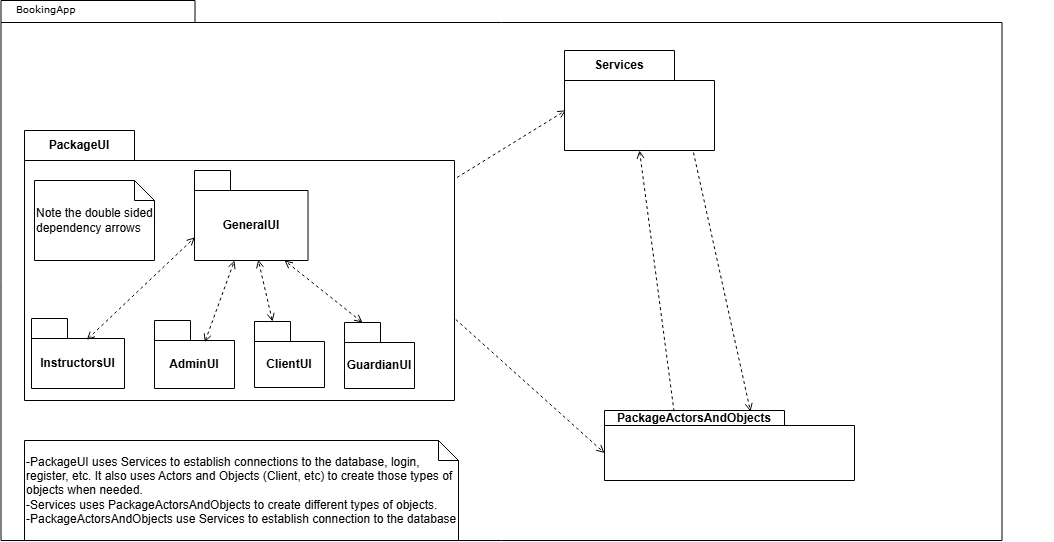 BookingApp
Services
PackageUI
Note the double sided
dependency arrows
GeneralUI
InstructorsUI
AdminUI
ClientUI
GuardianUI
PackageActorsAndObjects
-PackageUI uses Services to establish connections to the database, login,
register, etc. It also uses Actors and Objects (Client, etc) to create those types of
objects when needed.
-Services uses PackageActorsAndObjects to create different types of objects.
-PackageActorsAndObjects use Services to establish connection to the database